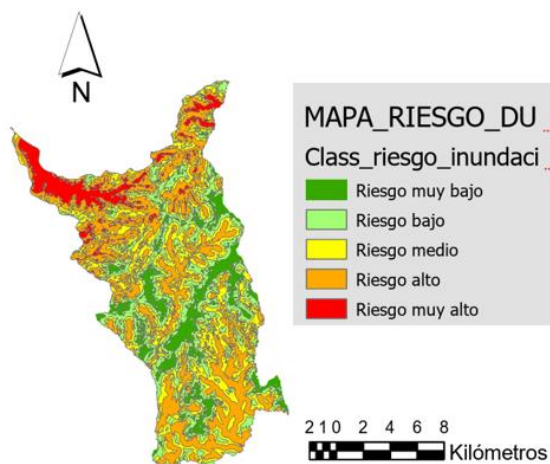 N
MAPA_RIESGO_DU
Class_riesgo_inundaci
Riesgo muy bajo
Riesgo bajo
Riesgo medio
Riesgo alto
Riesgo muy alto
2 1 0 2 4 6 8
Kilómetros